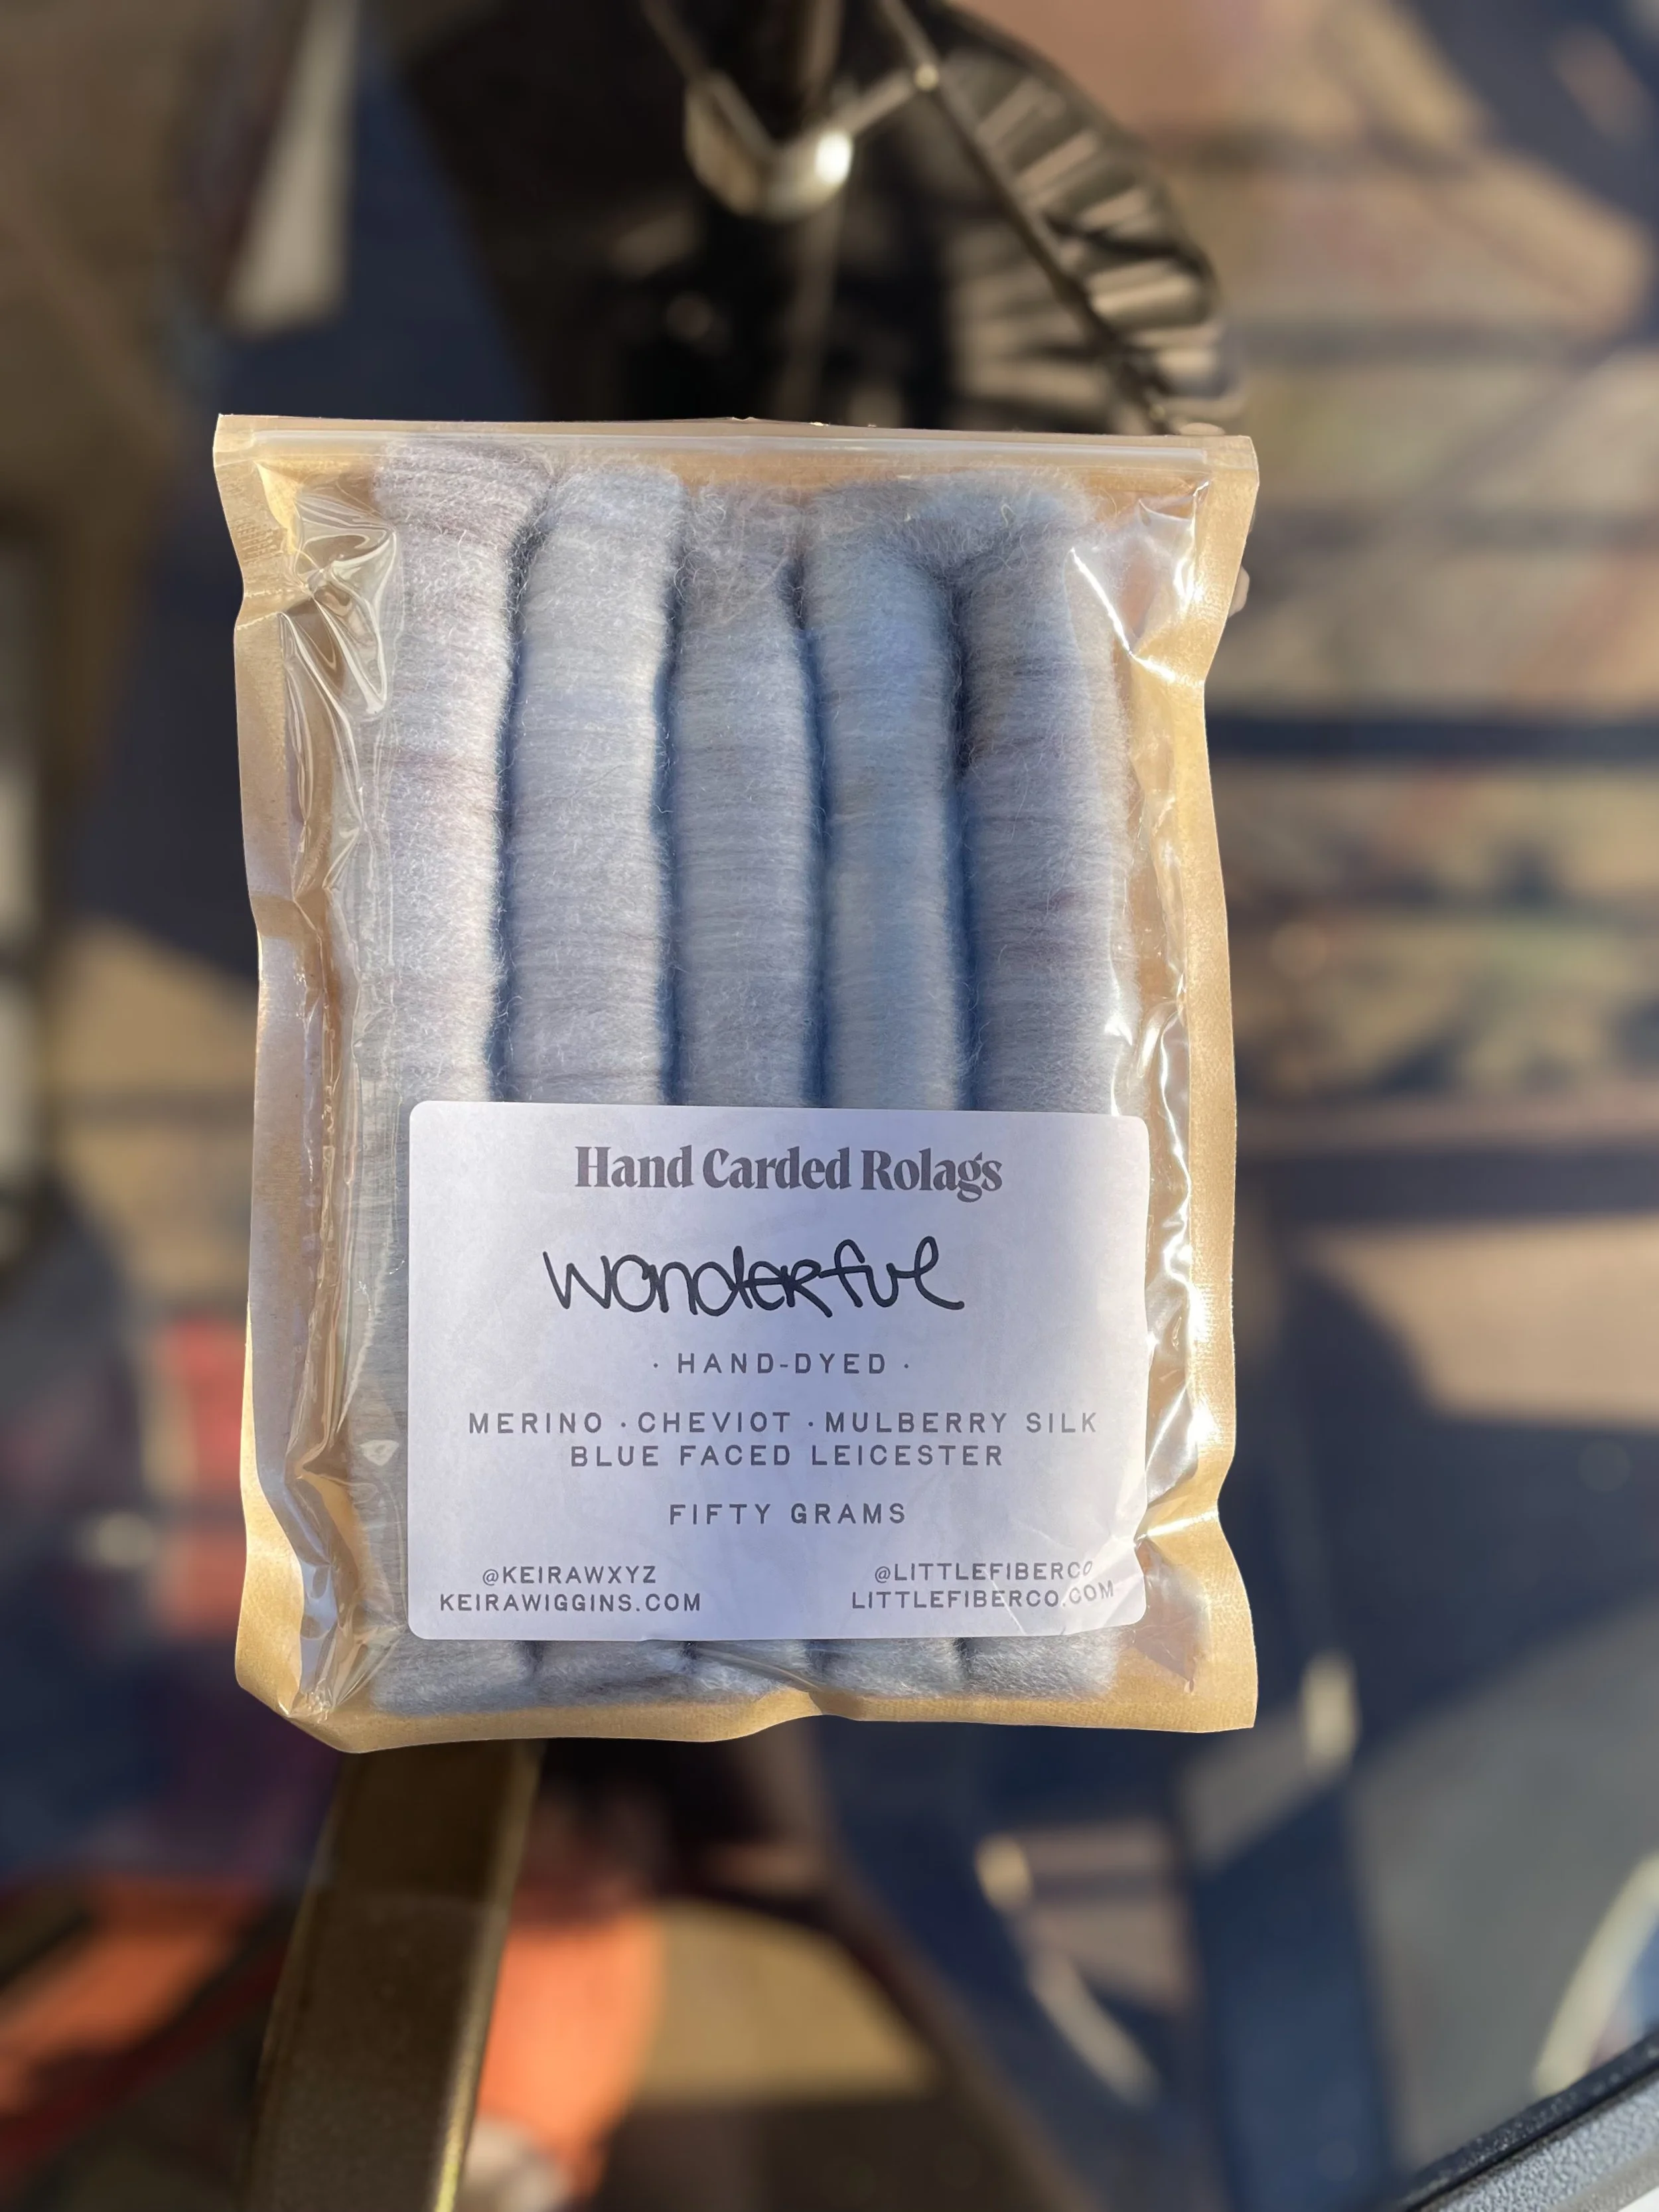 Hand Carded Rolags
wonderful
· HAND-DYED ·
MERINO · CHEVIOT · MULBERRY SILK
BLUE FACED LEICESTER
FIFTY GRAMS
@KEIRAWXYZ
KEIRAWIGGINS.COM
@LITTLEFIBERCO
LITTLEFIBERCO.COM